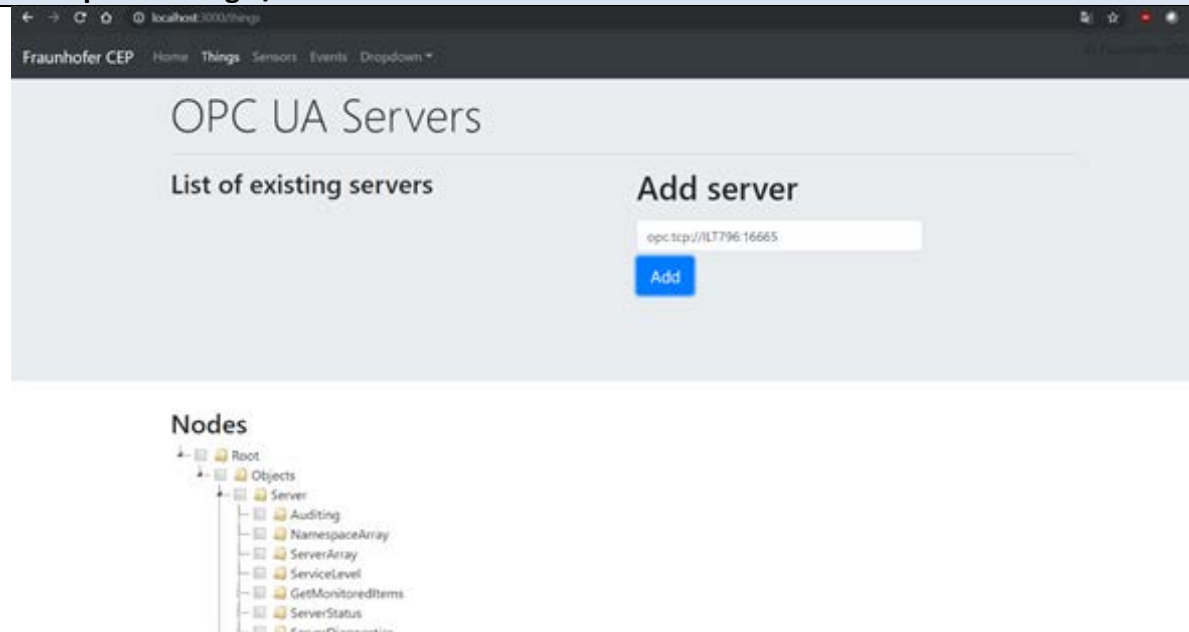 localhost:3000/things
Fraunhofer CEP Home Things Sensors Events Dropdown
OPC UA Servers
List of existing servers
Add server
opc.tcp://ILT796:16665
Add
Nodes
Root
Objects
Server
Auditing
NamespaceArray
ServerArray
ServiceLevel
GetMonitoredItems
ServerStatus
ServerDiagnostics